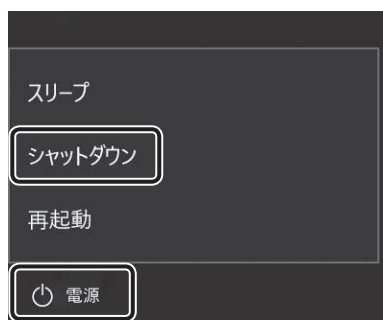 スリープ
シャットダウン
再起動
電源